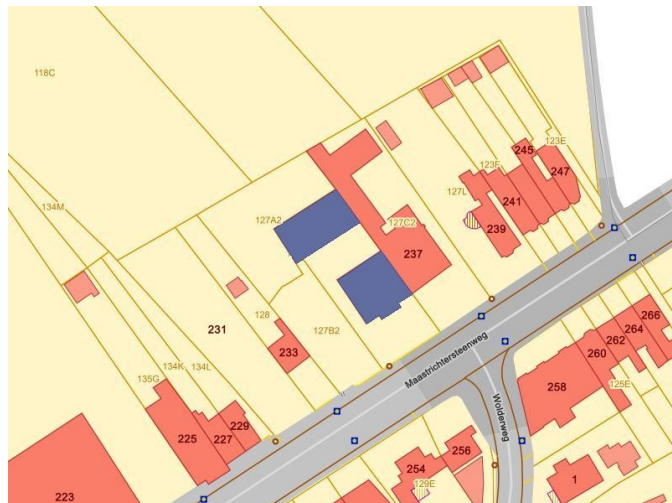 118C
123E
245
247
123F
134M
127L
241
127A2
127C2
239
237
231
128
266
264
127B2
262
233
Maastrichtersteenweg
260
134K
134L
135G
258
125E
Wolderweg
229
225
227
256
254
1
129E
223